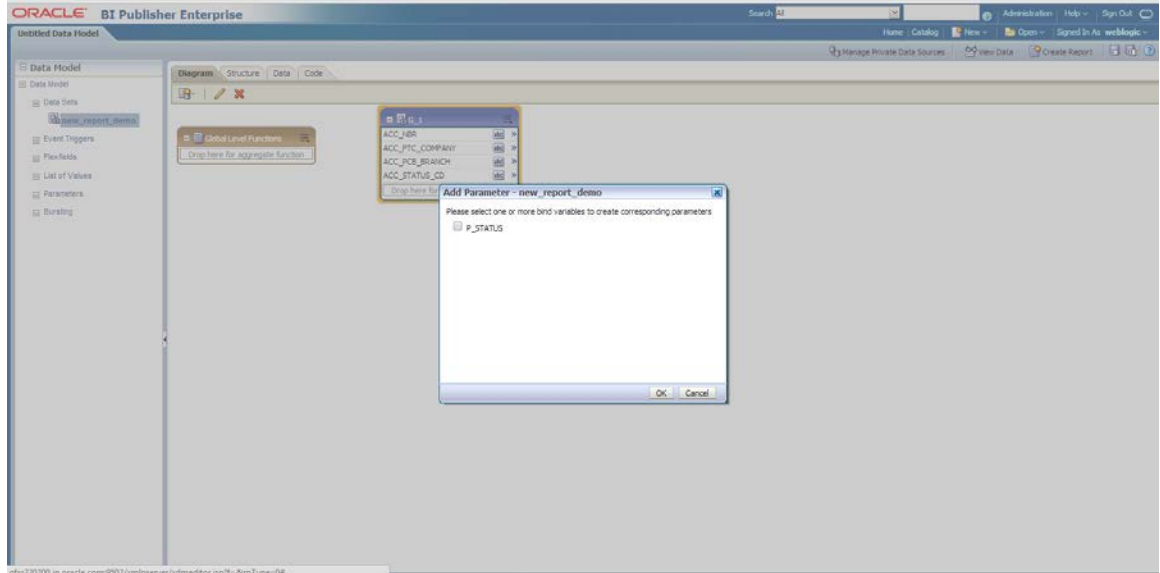 ORACLE BI Publisher Enterprise Search All Administration Help Sign Out
Untitled Data Model Home Catalog New Open Signed In As weblogic
Manage Private Data Sources View Data Create Report
Data Model
Diagram Structure Data Code
Data Model
Data Sets
new_report_demo
Event Triggers
Flexfields
List of Values
Parameters
Bursting
Global Level Functions
Drop here for aggregate function
G_1
ACC_NBR
ACC_PTC_COMPANY
ACC_PCB_BRANCH
ACC_STATUS_CD
Drop here for
Add Parameter - new_report_demo
Please select one or more bind variables to create corresponding parameters
P_STATUS
OK Cancel